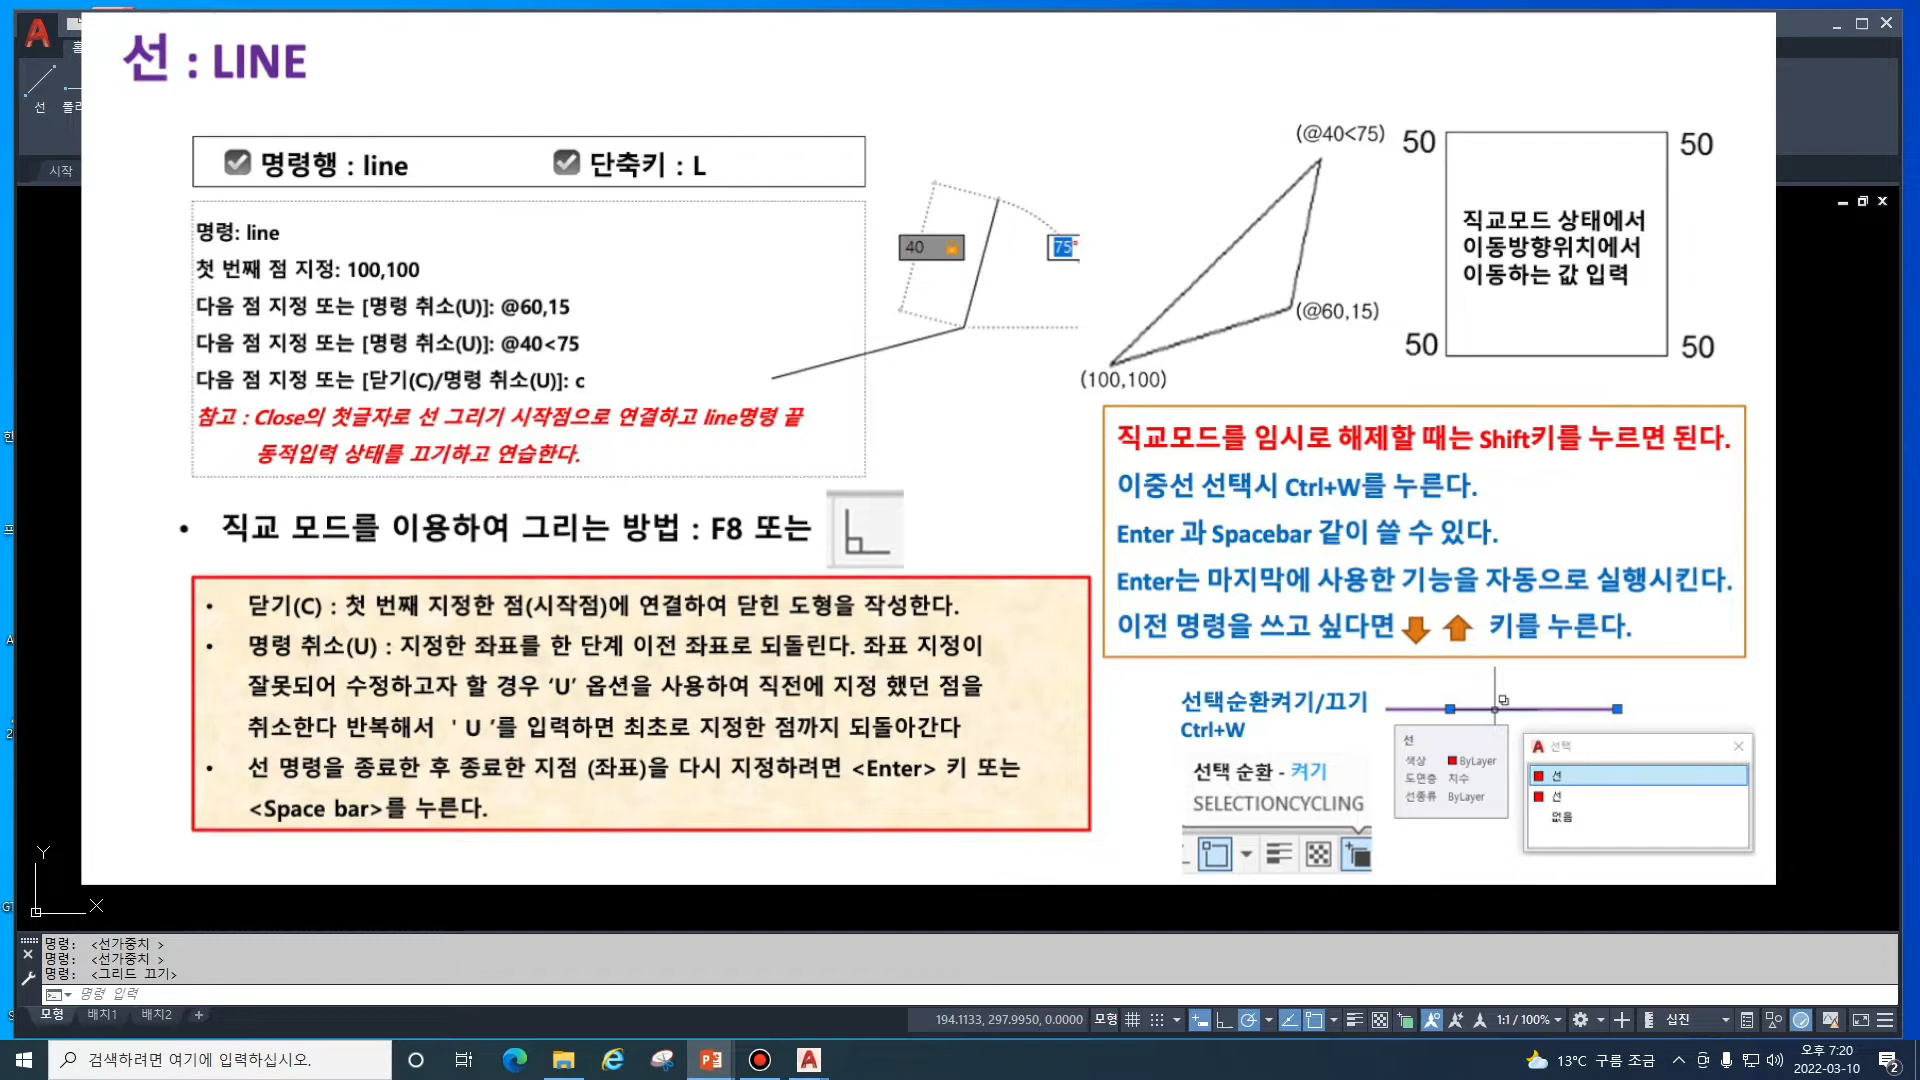 선 : LINE
명령행 : line
단축키 : L
명령: line
첫 번째 점 지정: 100,100
다음 점 지정 또는 [명령 취소(U)]: @60,15
다음 점 지정 또는 [명령 취소(U)]: @40<75
다음 점 지정 또는 [닫기(C)/명령 취소(U)]: c
참고 : Close의 첫글자로 선 그리기 시작점으로 연결하고 line명령 끝
동적입력 상태를 끄기하고 연습한다.
40
75°
(@40<75)
(@60,15)
(100,100)
50
50
직교모드 상태에서
이동방향위치에서
이동하는 값 입력
50
50
• 직교 모드를 이용하여 그리는 방법 : F8 또는
• 닫기(C) : 첫 번째 지정한 점(시작점)에 연결하여 닫힌 도형을 작성한다.
• 명령 취소(U) : 지정한 좌표를 한 단계 이전 좌표로 되돌린다. 좌표 지정이
잘못되어 수정하고자 할 경우 ‘U’ 옵션을 사용하여 직전에 지정 했던 점을
취소한다 반복해서 ' U ’를 입력하면 최초로 지정한 점까지 되돌아간다
• 선 명령을 종료한 후 종료한 지점 (좌표)을 다시 지정하려면 <Enter> 키 또는
<Space bar>를 누른다.
직교모드를 임시로 해제할 때는 Shift키를 누르면 된다.
이중선 선택시 Ctrl+W를 누른다.
Enter 과 Spacebar 같이 쓸 수 있다.
Enter는 마지막에 사용한 기능을 자동으로 실행시킨다.
이전 명령을 쓰고 싶다면 키를 누른다.
선택순환켜기/끄기
Ctrl+W
선택 순환 - 켜기
SELECTIONCYCLING
선
색상 ByLayer
도면층 치수
선종류 ByLayer
선택
선
선
없음
선
시작
Y
X
명령: <선가중치 >
명령: <선가중치 >
명령: <그리드 끄기>
명령 입력
모형
배치1
배치2
194.1133, 297.9950, 0.0000
모형
1:1 / 100%
십진
검색하려면 여기에 입력하십시오.
13°C 구름 조금
오후 7:20
2022-03-10
2